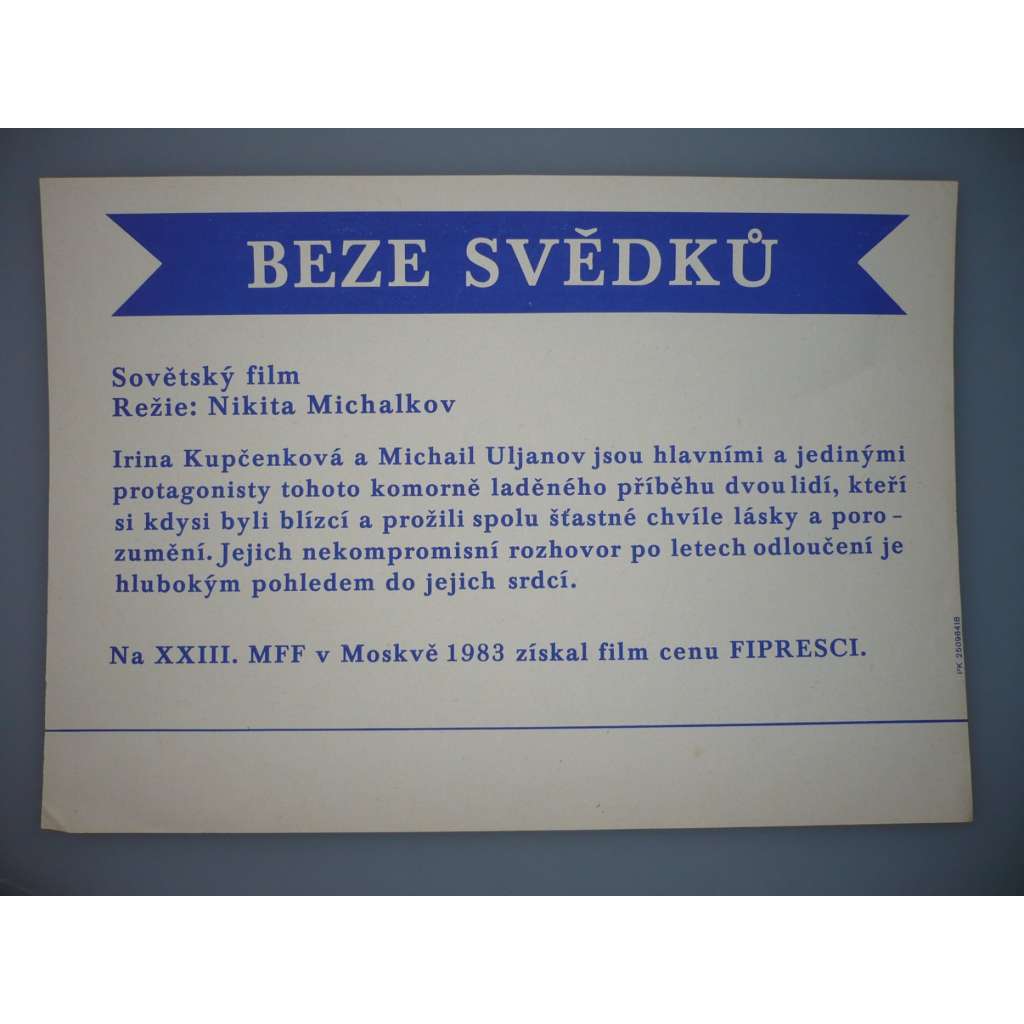 BEZE SVĚDKŮ
Sovětský film
Režie: Nikita Michalkov
Irina Kupčenková a Michail Uljanov jsou hlavními a jedinými
protagonisty tohoto komorně laděného příběhu dvou lidí, kteří
si kdysi byli blízcí a prožili spolu šťastné chvíle lásky a poro-
zumění. Jejich nekompromisní rozhovor po letech odloučení je
hlubokým pohledem do jejich srdcí.
Na XXIII. MFF v Moskvě 1983 získal film cenu FIPRESCI.
PK 25098418